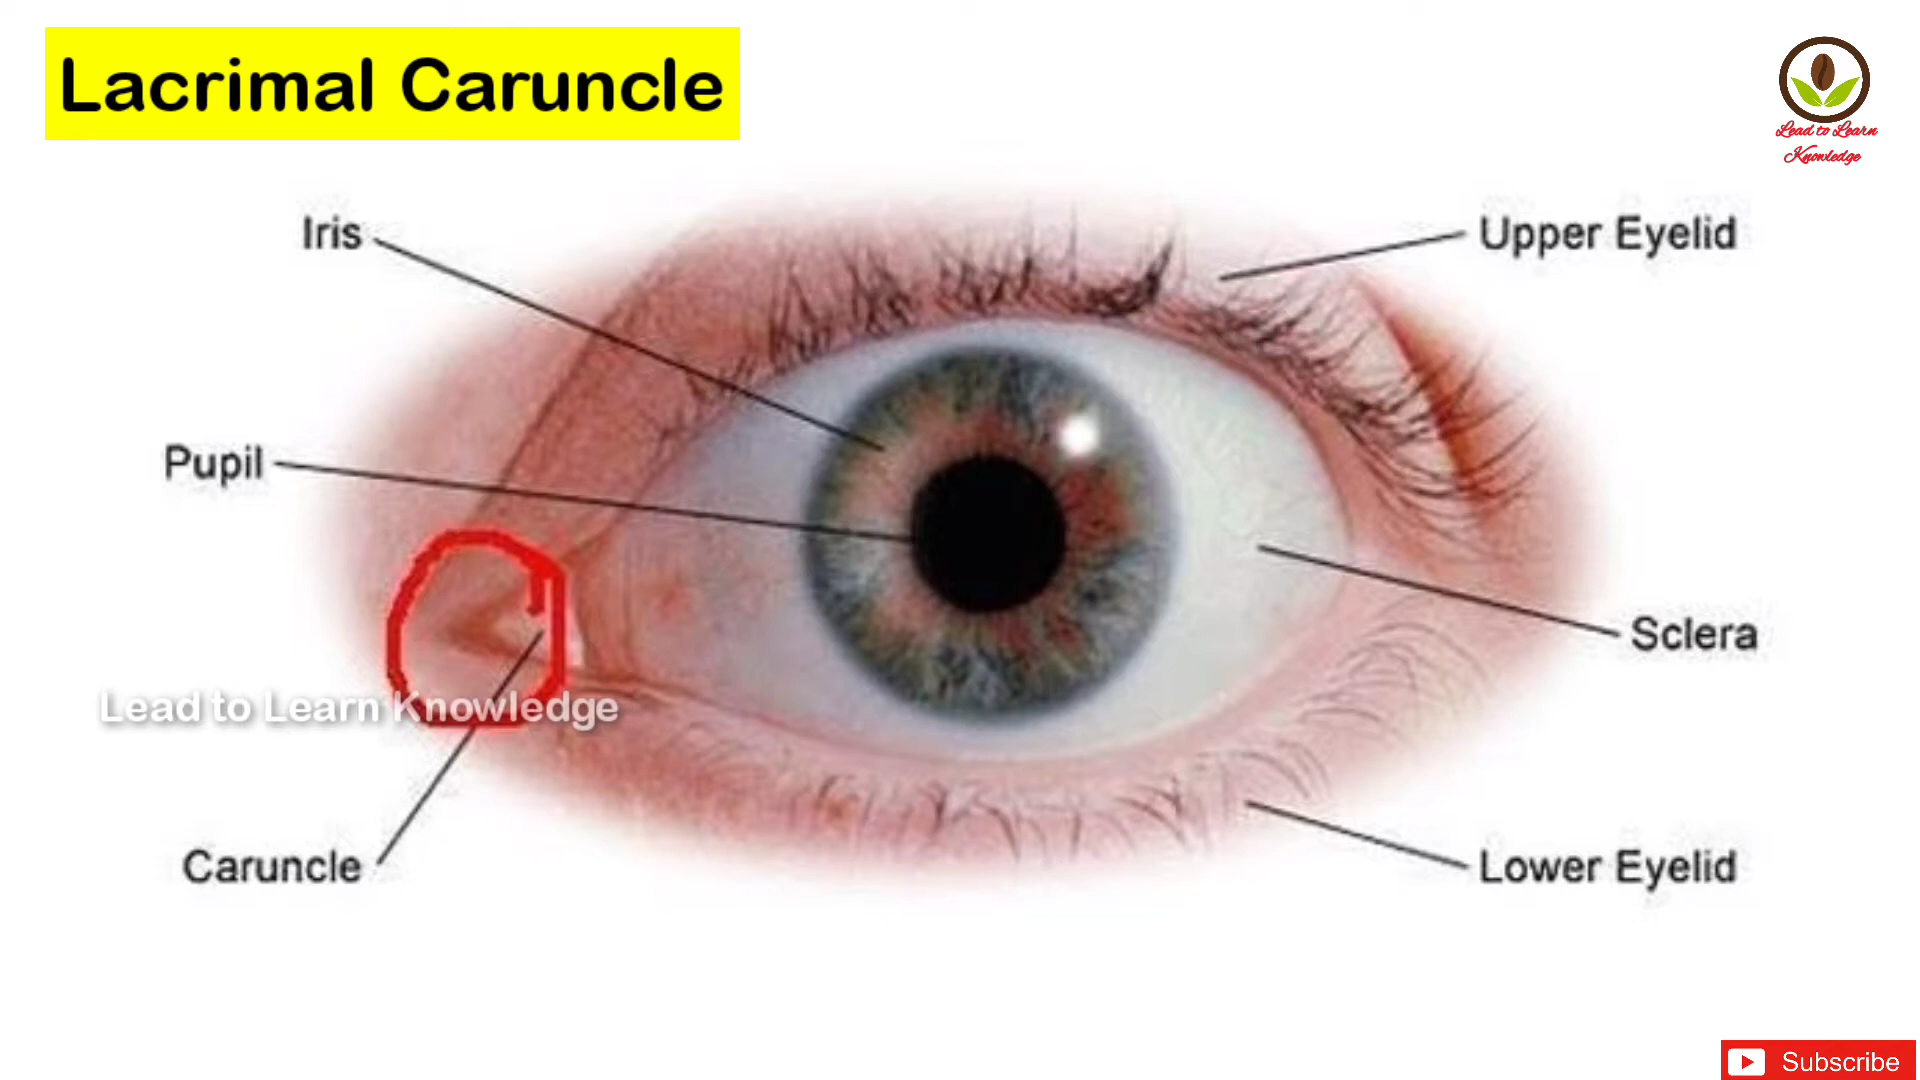 Lacrimal Caruncle
Lead to Learn
Knowledge
Iris
Upper Eyelid
Pupil
Sclera
Lead to Learn Knowledge
Caruncle
Lower Eyelid
Subscribe